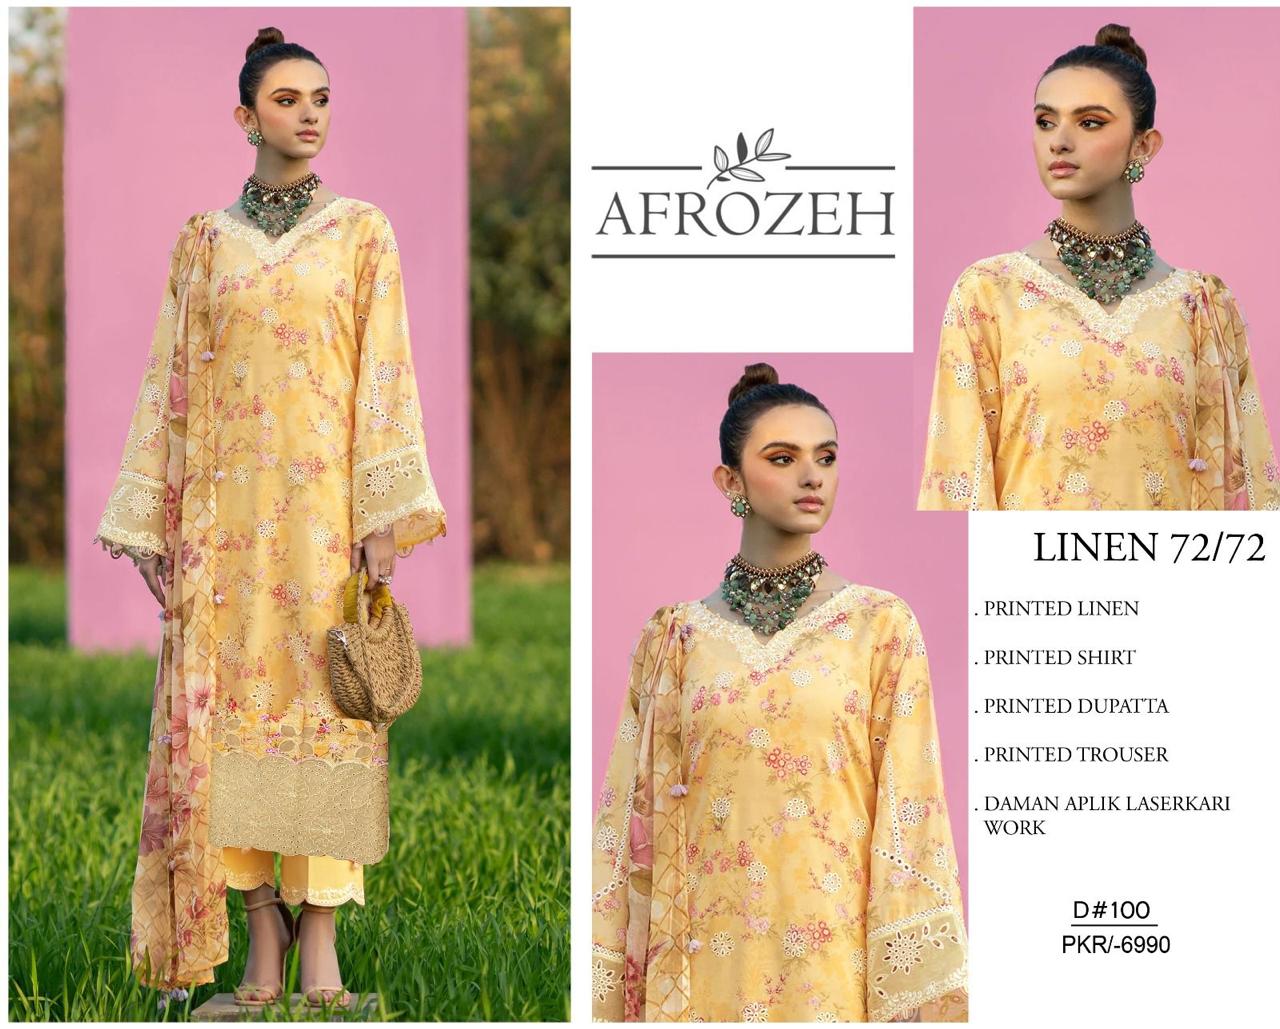 AFROZEH
LINEN 72/72
. PRINTED LINEN
. PRINTED SHIRT
. PRINTED DUPATTA
. PRINTED TROUSER
. DAMAN APLIK LASERKARI
WORK
D#100
PKR/-6990